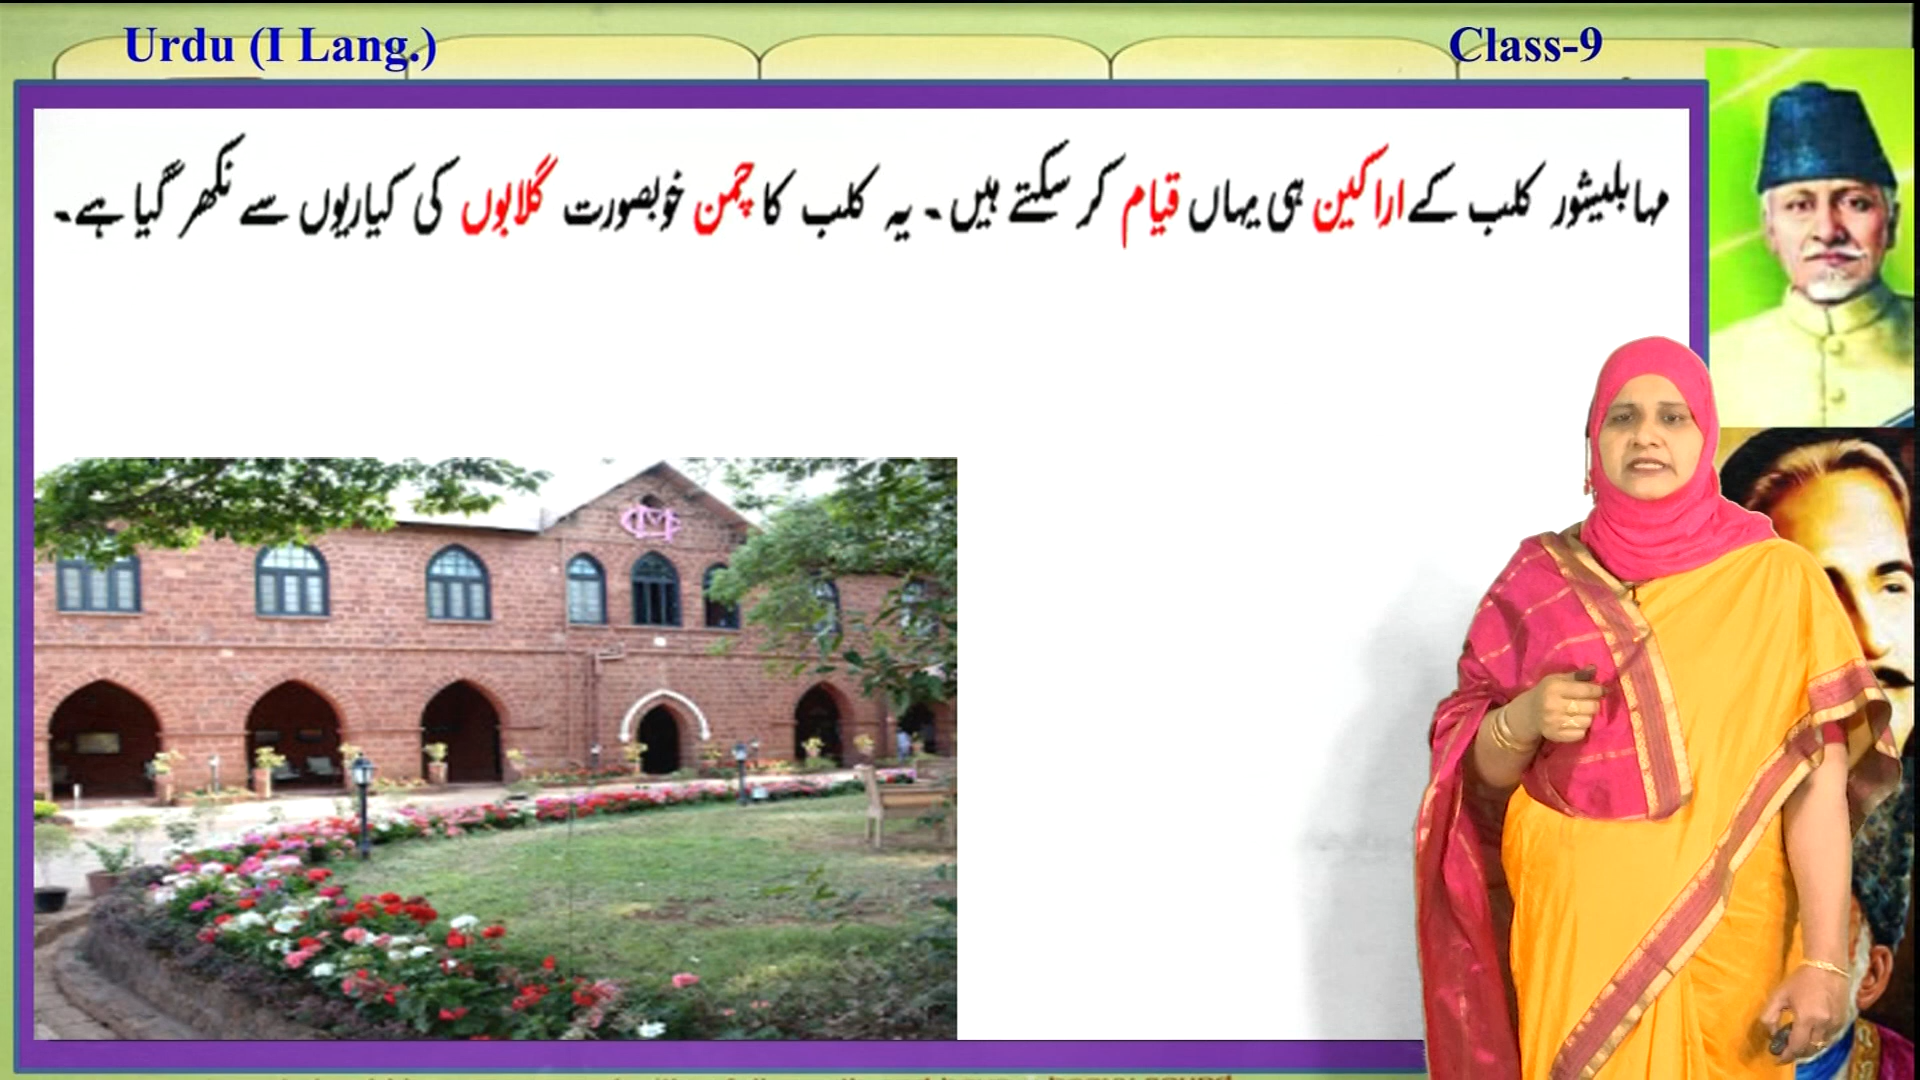 Urdu (I Lang.)
Class-9
مہابلیشور کلب کے اراکین ہی یہاں قیام کر سکتے ہیں۔ یہ کلب کا چمن خوبصورت گلابوں کی کیاریوں سے نکھر گیا ہے۔